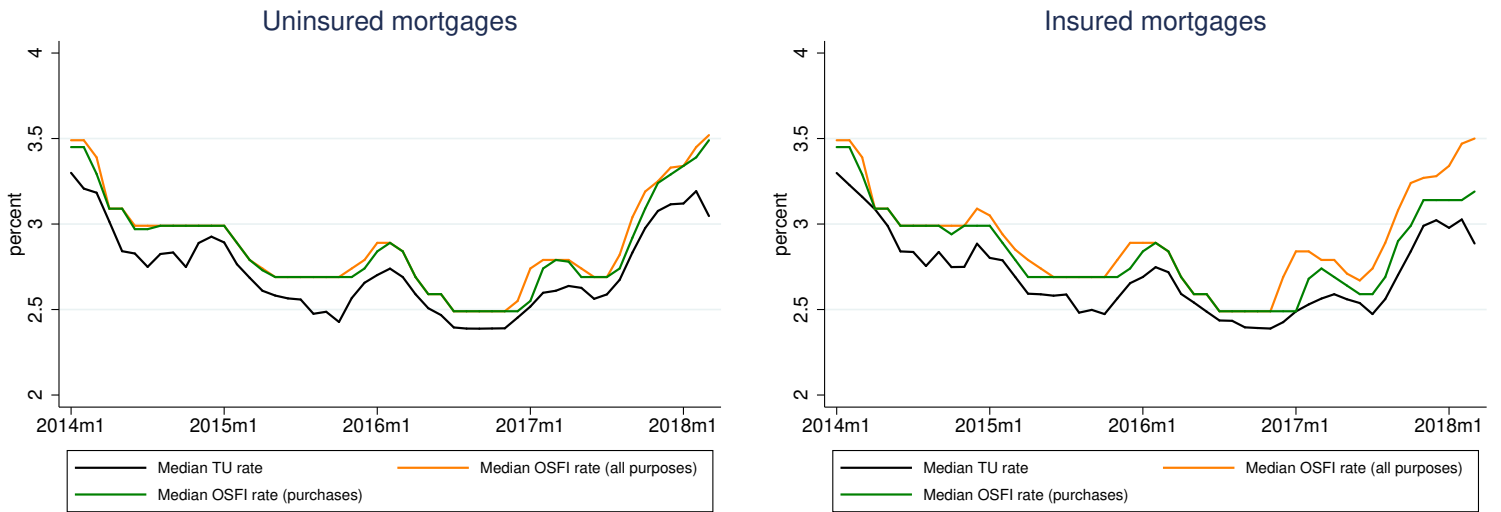 Uninsured mortgages
percent
4
3.5
3
2.5
2
2014m1 2015m1 2016m1 2017m1 2018m1
Median TU rate Median OSFI rate (all purposes)
Median OSFI rate (purchases)
Insured mortgages
percent
4
3.5
3
2.5
2
2014m1 2015m1 2016m1 2017m1 2018m1
Median TU rate Median OSFI rate (all purposes)
Median OSFI rate (purchases)